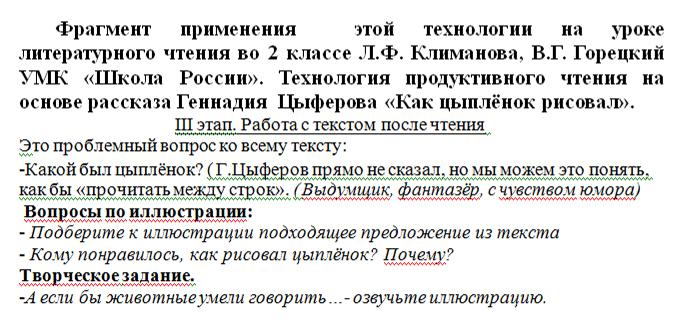 Фрагмент применения этой технологии на уроке
литературного чтения во 2 классе Л.Ф. Климанова, В.Г. Горецкий
УМК «Школа России». Технология продуктивного чтения на
основе рассказа Геннадия Цыферова «Как цыплёнок рисовал».
III этап. Работа с текстом после чтения
Это проблемный вопрос ко всему тексту:
-Какой был цыплёнок? ( Г.Цыферов прямо не сказал, но мы можем это понять,
как бы «прочитать между строк». (Выдумщик, фантазёр, с чувством юмора)
Вопросы по иллюстрации:
- Подберите к иллюстрации подходящее предложение из текста
- Кому понравилось, как рисовал цыплёнок? Почему?
Творческое задание.
-А если бы животные умели говорить…- озвучьте иллюстрацию.